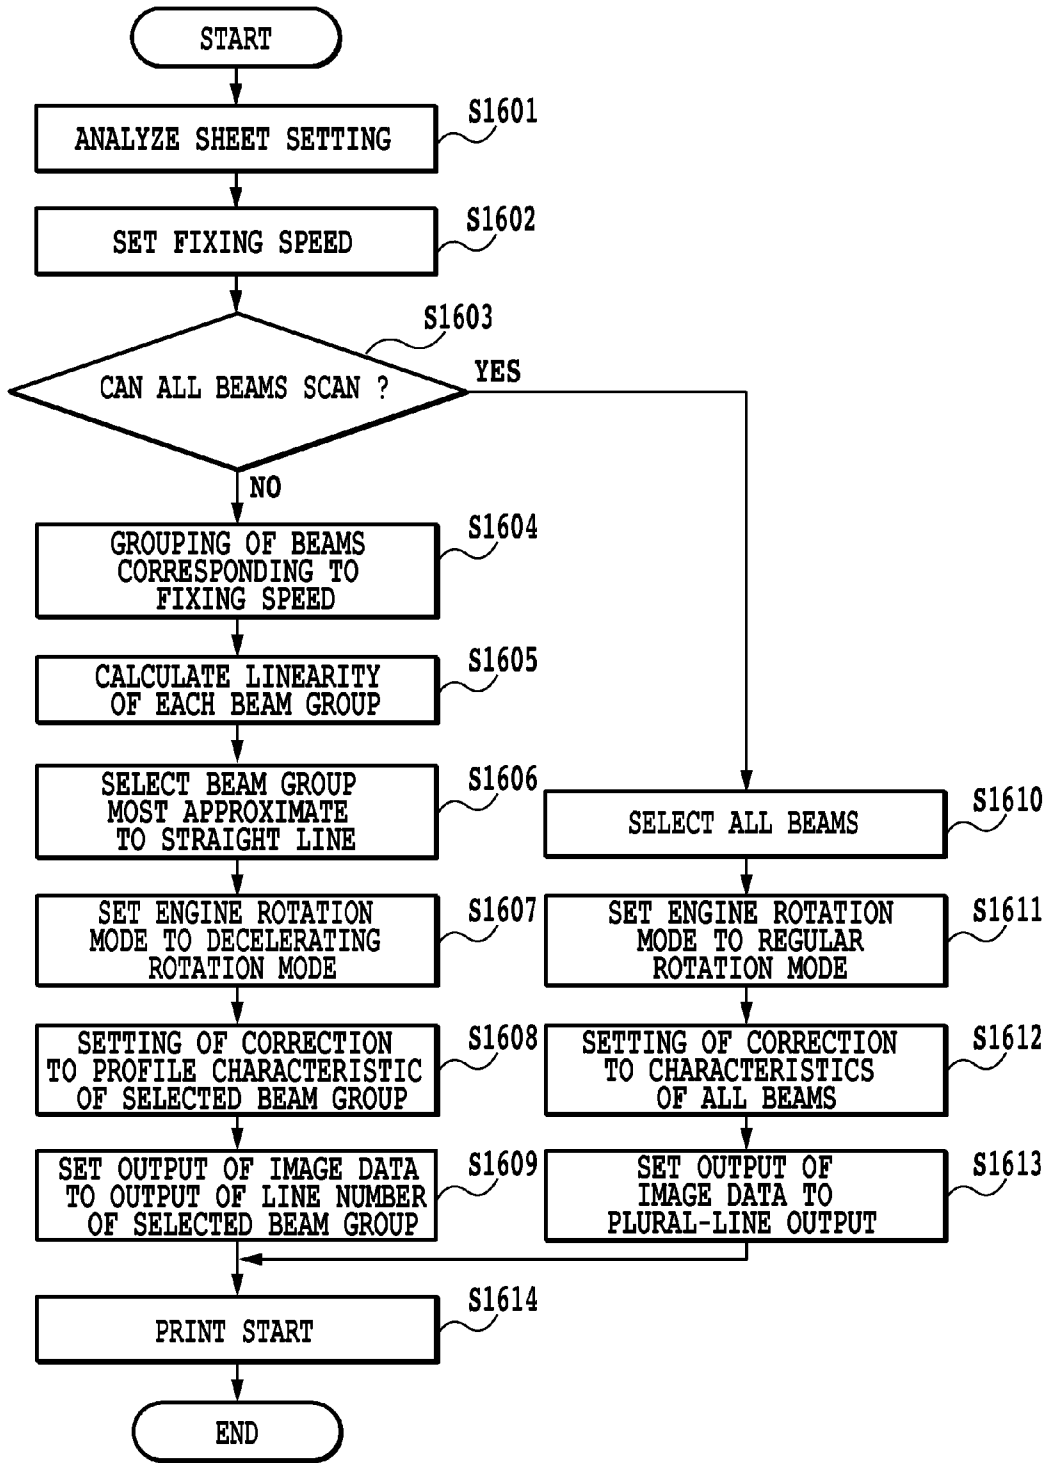 START
S1601
ANALYZE SHEET SETTING
S1602
SET FIXING SPEED
S1603
CAN ALL BEAMS SCAN ?
YES
NO
S1604
GROUPING OF BEAMS
CORRESPONDING TO
FIXING SPEED
S1605
CALCULATE LINEARITY
OF EACH BEAM GROUP
S1606
SELECT BEAM GROUP
MOST APPROXIMATE
TO STRAIGHT LINE
S1607
SET ENGINE ROTATION
MODE TO DECELERATING
ROTATION MODE
S1608
SETTING OF CORRECTION
TO PROFILE CHARACTERISTIC
OF SELECTED BEAM GROUP
S1609
SET OUTPUT OF IMAGE DATA
TO OUTPUT OF LINE NUMBER
OF SELECTED BEAM GROUP
S1610
SELECT ALL BEAMS
S1611
SET ENGINE ROTATION
MODE TO REGULAR
ROTATION MODE
S1612
SETTING OF CORRECTION
TO CHARACTERISTICS
OF ALL BEAMS
S1613
SET OUTPUT OF
IMAGE DATA TO
PLURAL-LINE OUTPUT
S1614
PRINT START
END